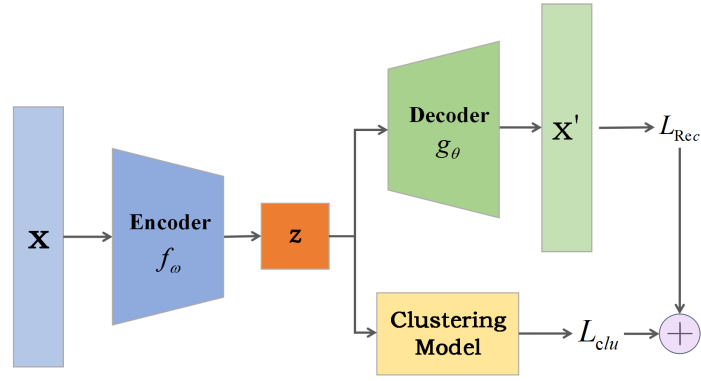 X
Encoder
f_ω
z
Decoder
g_θ
X'
L_Rec
Clustering
Model
L_clu
+